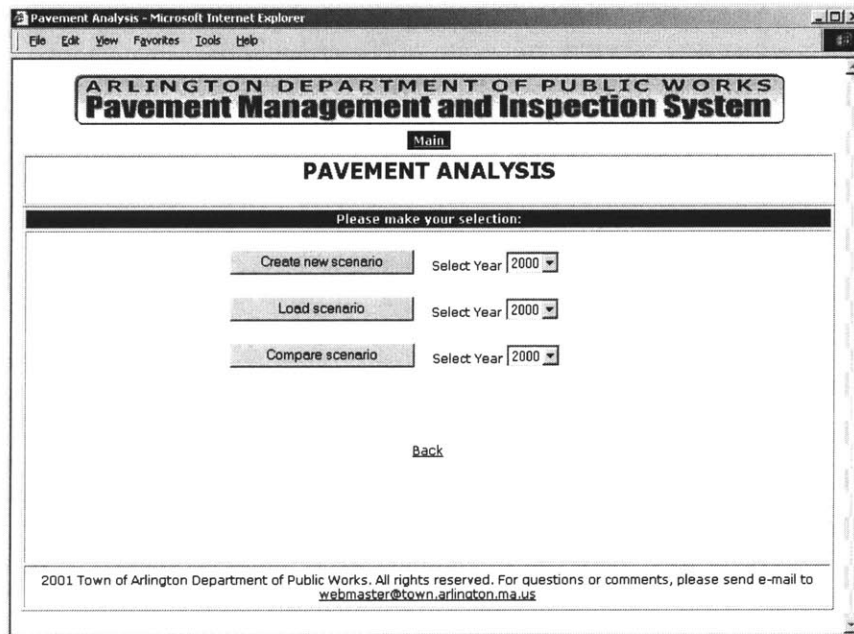 Pavement Analysis - Microsoft Internet Explorer
File Edit View Favorites Tools Help
ARLINGTON DEPARTMENT OF PUBLIC WORKS
Pavement Management and Inspection System
Main
PAVEMENT ANALYSIS
Please make your selection:
Create new scenario Select Year 2000
Load scenario Select Year 2000
Compare scenario Select Year 2000
Back
2001 Town of Arlington Department of Public Works. All rights reserved. For questions or comments, please send e-mail to
webmaster@town.arlington.ma.us